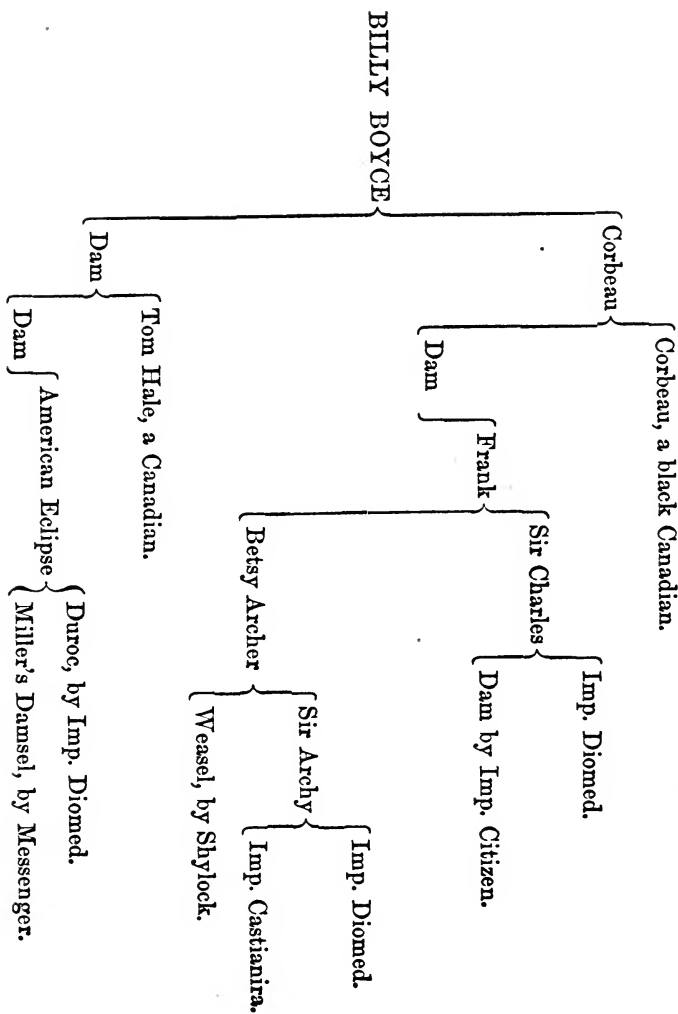 Corbeau, a black Canadian.
Corbeau
Imp. Diomed.
Sir Charles
Dam by Imp. Citizen.
Frank
Dam
BILLY BOYCE
Imp. Diomed.
Sir Archy
Imp. Castianira.
Betsy Archer
Weasel, by Shylock.
Tom Hale, a Canadian.
Dam
Duroc, by Imp. Diomed.
American Eclipse
Miller's Damsel, by Messenger.
Dam